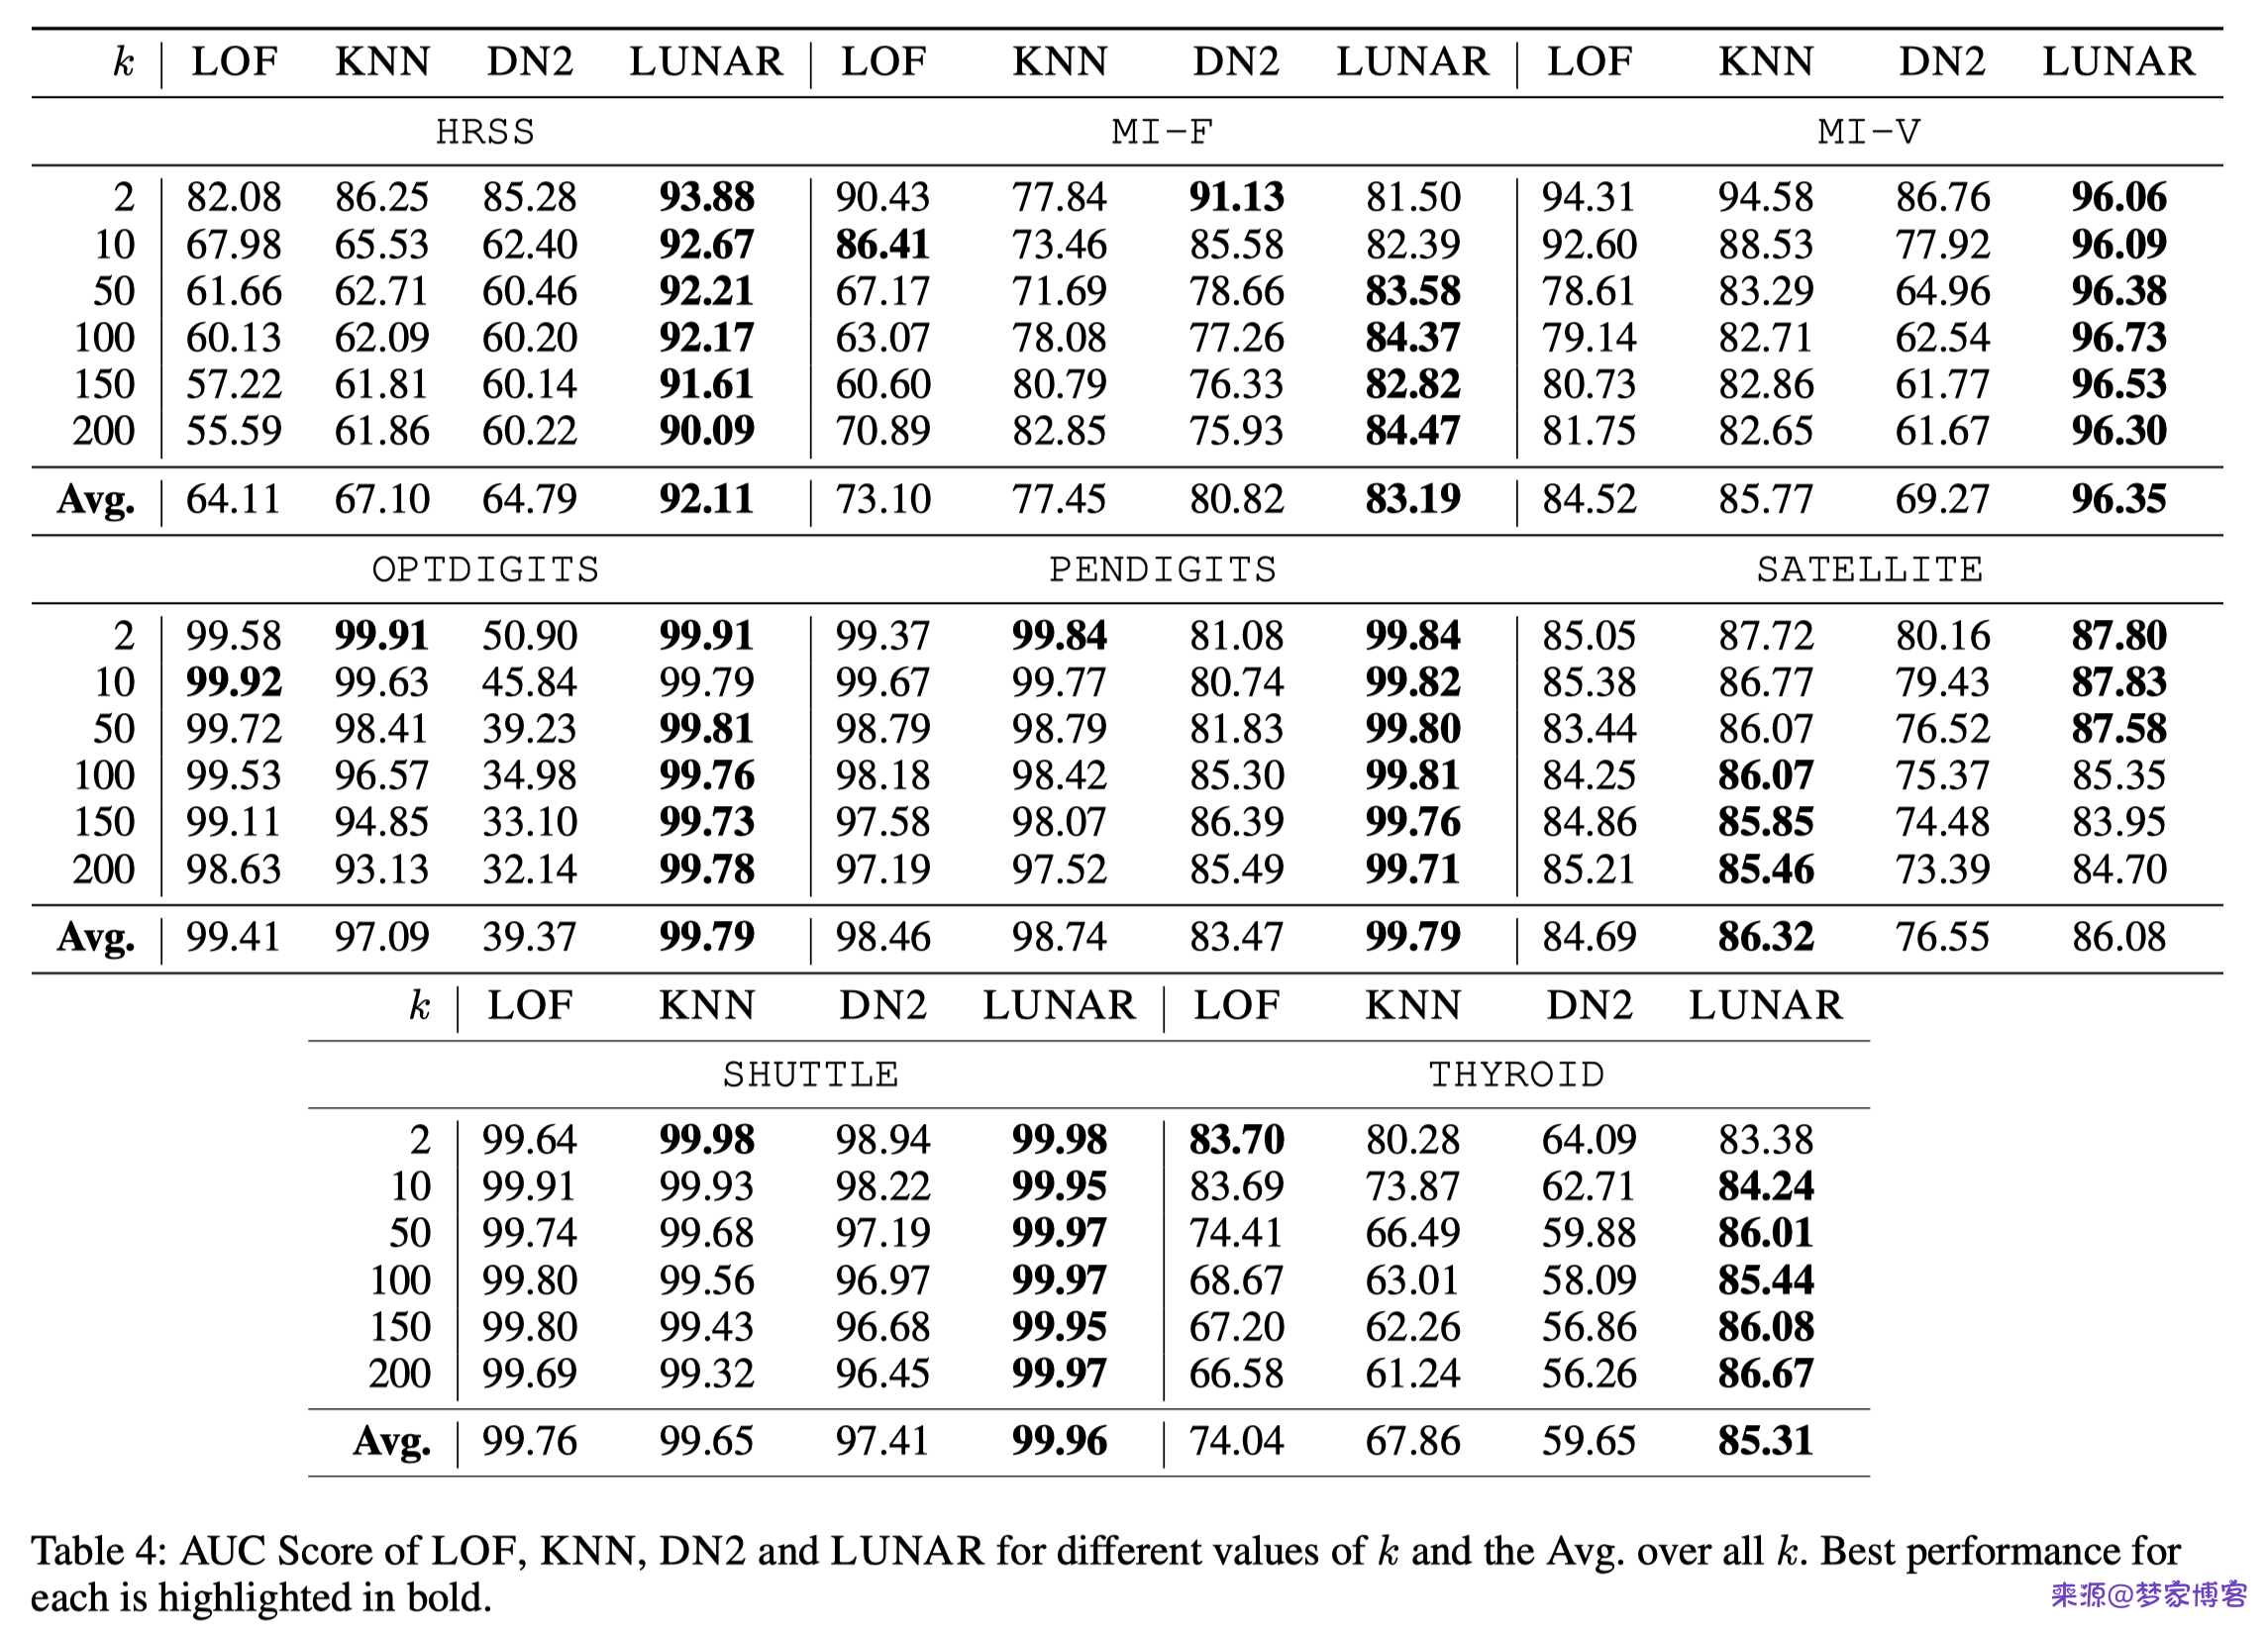 k LOF KNN DN2 LUNAR LOF KNN DN2 LUNAR LOF KNN DN2 LUNAR
HRSS MI-F MI-V
2 82.08 86.25 85.28 93.88 90.43 77.84 91.13 81.50 94.31 94.58 86.76 96.06
10 67.98 65.53 62.40 92.67 86.41 73.46 85.58 82.39 92.60 88.53 77.92 96.09
50 61.66 62.71 60.46 92.21 67.17 71.69 78.66 83.58 78.61 83.29 64.96 96.38
100 60.13 62.09 60.20 92.17 63.07 78.08 77.26 84.37 79.14 82.71 62.54 96.73
150 57.22 61.81 60.14 91.61 60.60 80.79 76.33 82.82 80.73 82.86 61.77 96.53
200 55.59 61.86 60.22 90.09 70.89 82.85 75.93 84.47 81.75 82.65 61.67 96.30
Avg. 64.11 67.10 64.79 92.11 73.10 77.45 80.82 83.19 84.52 85.77 69.27 96.35
OPTDIGITS PENDIGITS SATELLITE
2 99.58 99.91 50.90 99.91 99.37 99.84 81.08 99.84 85.05 87.72 80.16 87.80
10 99.92 99.63 45.84 99.79 99.67 99.77 80.74 99.82 85.38 86.77 79.43 87.83
50 99.72 98.41 39.23 99.81 98.79 98.79 81.83 99.80 83.44 86.07 76.52 87.58
100 99.53 96.57 34.98 99.76 98.18 98.42 85.30 99.81 84.25 86.07 75.37 85.35
150 99.11 94.85 33.10 99.73 97.58 98.07 86.39 99.76 84.86 85.85 74.48 83.95
200 98.63 93.13 32.14 99.78 97.19 97.52 85.49 99.71 85.21 85.46 73.39 84.70
Avg. 99.41 97.09 39.37 99.79 98.46 98.74 83.47 99.79 84.69 86.32 76.55 86.08
k LOF KNN DN2 LUNAR LOF KNN DN2 LUNAR
SHUTTLE THYROID
2 99.64 99.98 98.94 99.98 83.70 80.28 64.09 83.38
10 99.91 99.93 98.22 99.95 83.69 73.87 62.71 84.24
50 99.74 99.68 97.19 99.97 74.41 66.49 59.88 86.01
100 99.80 99.56 96.97 99.97 68.67 63.01 58.09 85.44
150 99.80 99.43 96.68 99.95 67.20 62.26 56.86 86.08
200 99.69 99.32 96.45 99.97 66.58 61.24 56.26 86.67
Avg. 99.76 99.65 97.41 99.96 74.04 67.86 59.65 85.31
Table 4: AUC Score of LOF, KNN, DN2 and LUNAR for different values of k and the Avg. over all k. Best performance for
each is highlighted in bold.
来源@梦家博客